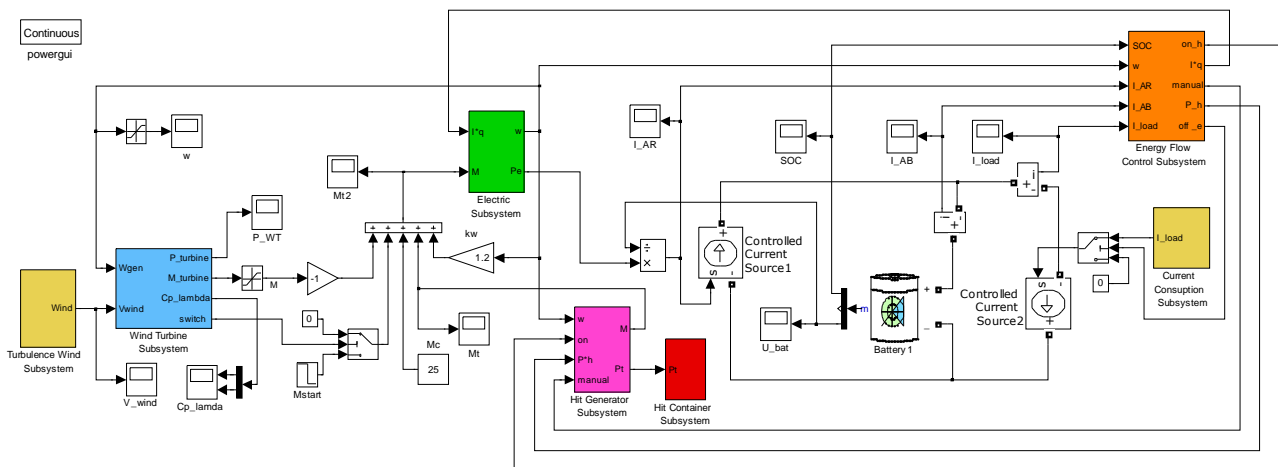 Continuous
powergui
w
Mt2
I*q
M
w
Pe
Electric
Subsystem
I_AR
SOC
I_AB
I_load
SOC
w
I_AR
I_AB
I_load
on_h
I*q
manual
P_h
off_e
Energy Flow
Control Subsystem
i
+
-
P_WT
Wgen
Vwind
P_turbine
M_turbine
Cp_lambda
switch
Wind Turbine
Subsystem
Wind
Turbulence Wind
Subsystem
V_wind
Cp_lamda
M
-1
+
+
+
+
+
kw
1.2
0
Mstart
Mc
Mt
25
w
on
P*h
manual
M
Pt
Hit Generator
Subsystem
Pt
Hit Container
Subsystem
÷
×
+
s
-
Controlled
Current
Source1
i
+
-
U_bat
m
+
_
Battery 1
Controlled
Current
Source2
s
-
+
0
I_load
Current
Consuption
Subsystem